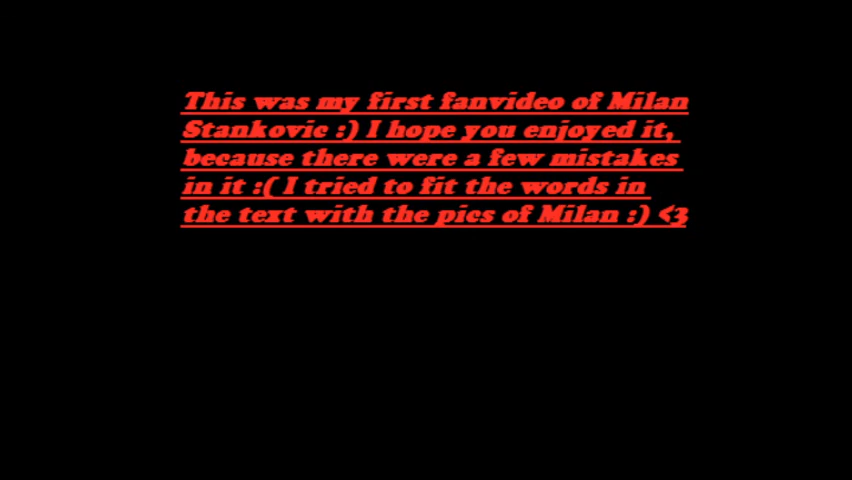 This was my first fanvideo of Milan
Stankovic :) I hope you enjoyed it,
because there were a few mistakes
in it :( I tried to fit the words in
the text with the pics of Milan :) <3